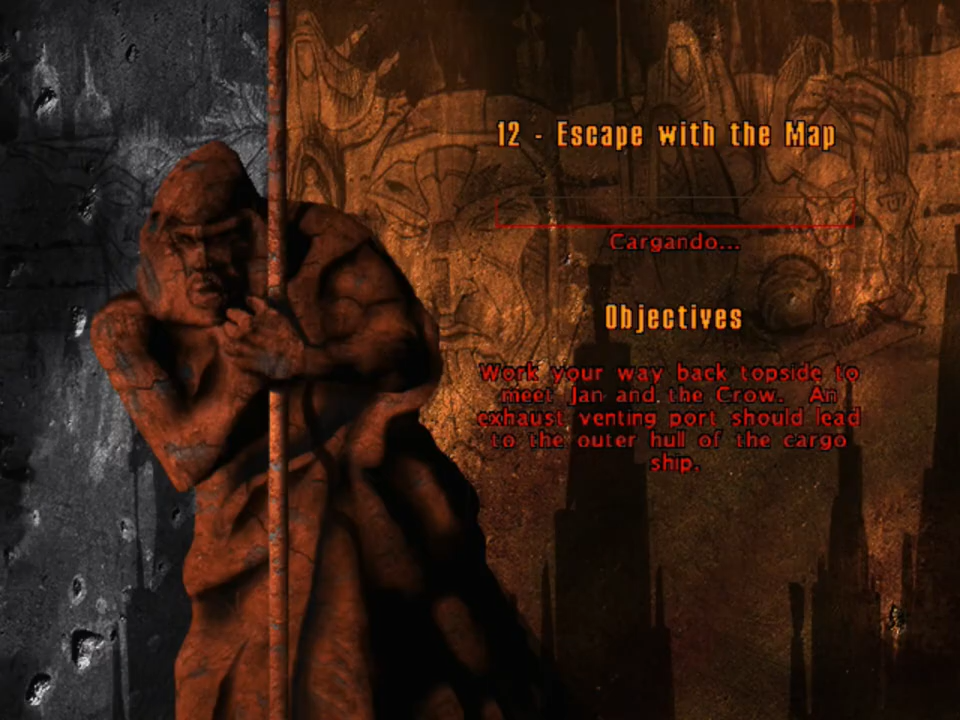 12 - Escape with the Map
Cargando...
Objectives
Work your way back topside to
meet Jan and the Crow. An
exhaust venting port should lead
to the outer hull of the cargo
ship.